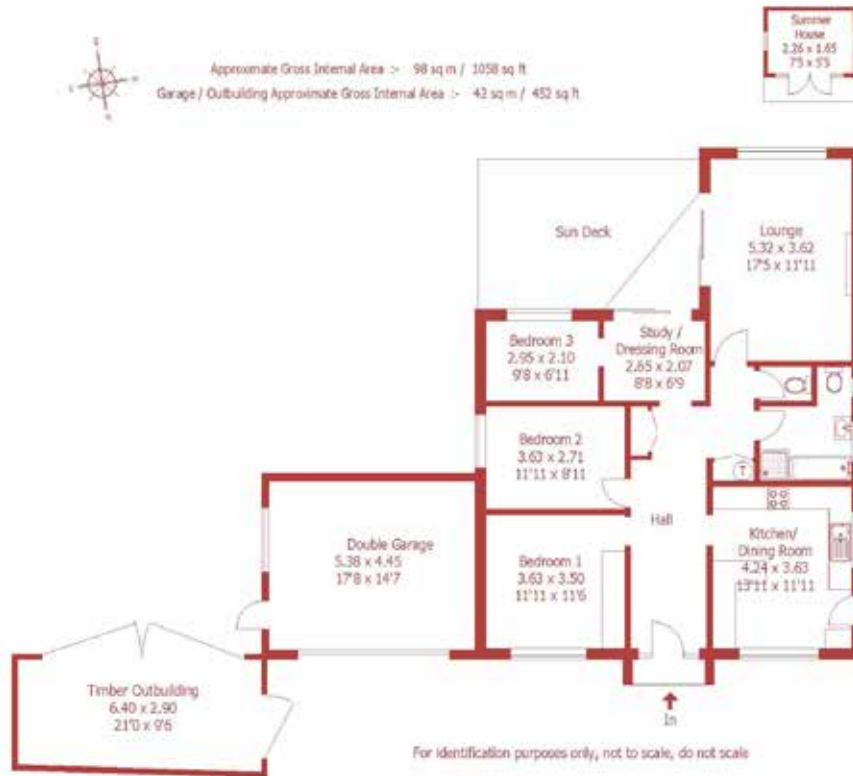 Approximate Gross Internal Area :- 98 sq m / 1058 sq ft
Garage / Outbuilding Approximate Gross Internal Area :- 42 sq m / 452 sq ft
Summer
House
2.26 x 1.65
7'5 x 5'5
Sun Deck
Lounge
5.32 x 3.62
17'5 x 11'11
Bedroom 3
2.95 x 2.10
9'8 x 6'11
Study /
Dressing Room
2.65 x 2.07
8'8 x 6'9
Bedroom 2
3.63 x 2.71
11'11 x 8'11
T
Hall
Double Garage
5.38 x 4.45
17'8 x 14'7
Bedroom 1
3.63 x 3.50
11'11 x 11'6
Kitchen/
Dining Room
4.24 x 3.63
13'11 x 11'11
Timber Outbuilding
6.40 x 2.90
21'0 x 9'6
In
For identification purposes only, not to scale, do not scale